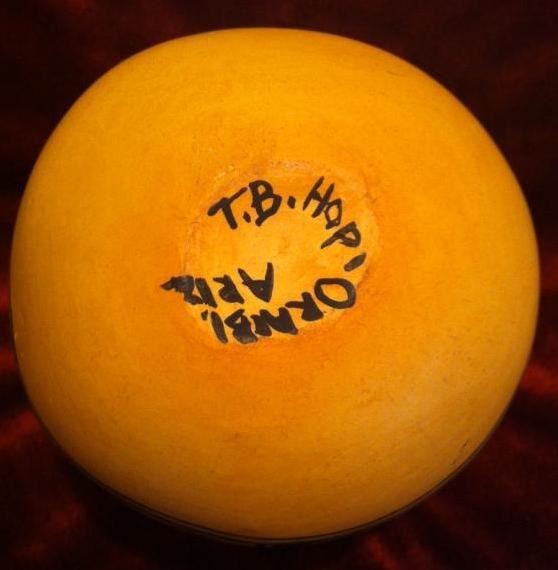 T.B. HOPI
ORAIBI,
ARIZ